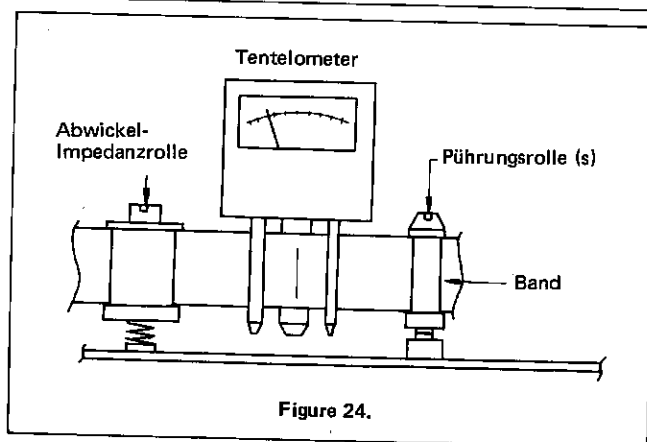 Tentelometer
Abwickel-
Impedanzrolle
Pührungsrolle (s)
Band
Figure 24.